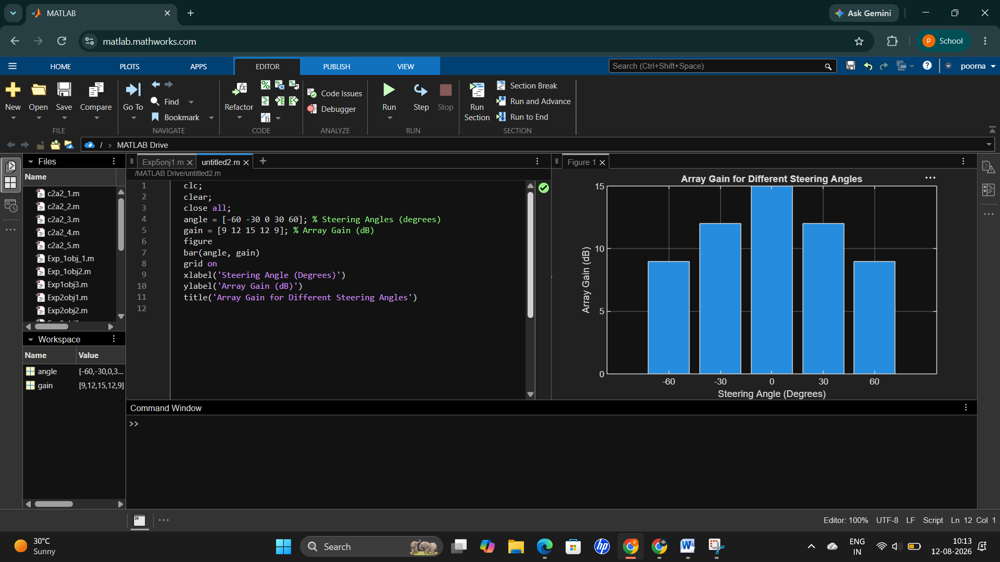 MATLAB
Ask Gemini
matlab.mathworks.com
P School
HOME PLOTS APPS EDITOR PUBLISH VIEW
Search (Ctrl+Shift+Space)
poorna
New Open Save Compare
Go To
Find
Bookmark
Refactor
Code Issues
Debugger
Run Step Stop
Run
Section
Section Break
Run and Advance
Run to End
FILE NAVIGATE CODE ANALYZE RUN SECTION
/ › MATLAB Drive
Files
Name
c2a2_1.m
c2a2_2.m
c2a2_3.m
c2a2_4.m
c2a2_5.m
Exp_1obj_1.m
Exp_1obj2.m
Exp1obj3.m
Exp2obj1.m
Exp2obj2.m
Workspace
Name Value
angle [-60,-30,0,3...
gain [9,12,15,12,9]
Exp5onj1.m untitled2.m
/MATLAB Drive/untitled2.m
1 clc;
2 clear;
3 close all;
4 angle = [-60 -30 0 30 60]; % Steering Angles (degrees)
5 gain = [9 12 15 12 9]; % Array Gain (dB)
6 figure
7 bar(angle, gain)
8 grid on
9 xlabel('Steering Angle (Degrees)')
10 ylabel('Array Gain (dB)')
11 title('Array Gain for Different Steering Angles')
12
Figure 1
Array Gain for Different Steering Angles
15
10
5
0
Array Gain (dB)
-60 -30 0 30 60
Steering Angle (Degrees)
Command Window
>>
Editor: 100% UTF-8 LF Script Ln 12 Col 1
30°C
Sunny
Search
hp
ENG
IN
10:13
12-08-2026